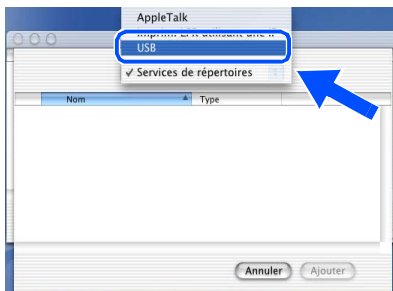 AppleTalk
USB
✓ Services de répertoires
Nom Type
Annuler Ajouter